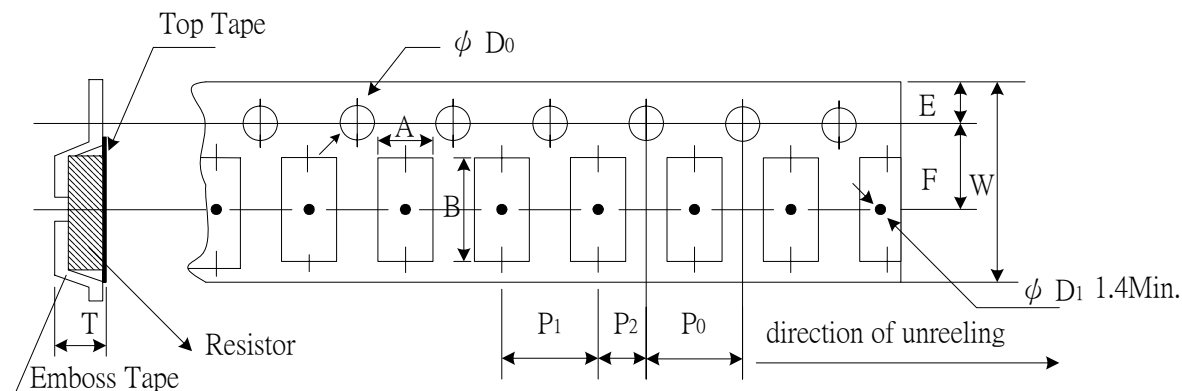 Top Tape
φ D0
A
E
F
W
B
φ D1 1.4Min.
T
P1
P2
P0
direction of unreeling
Resistor
Emboss Tape